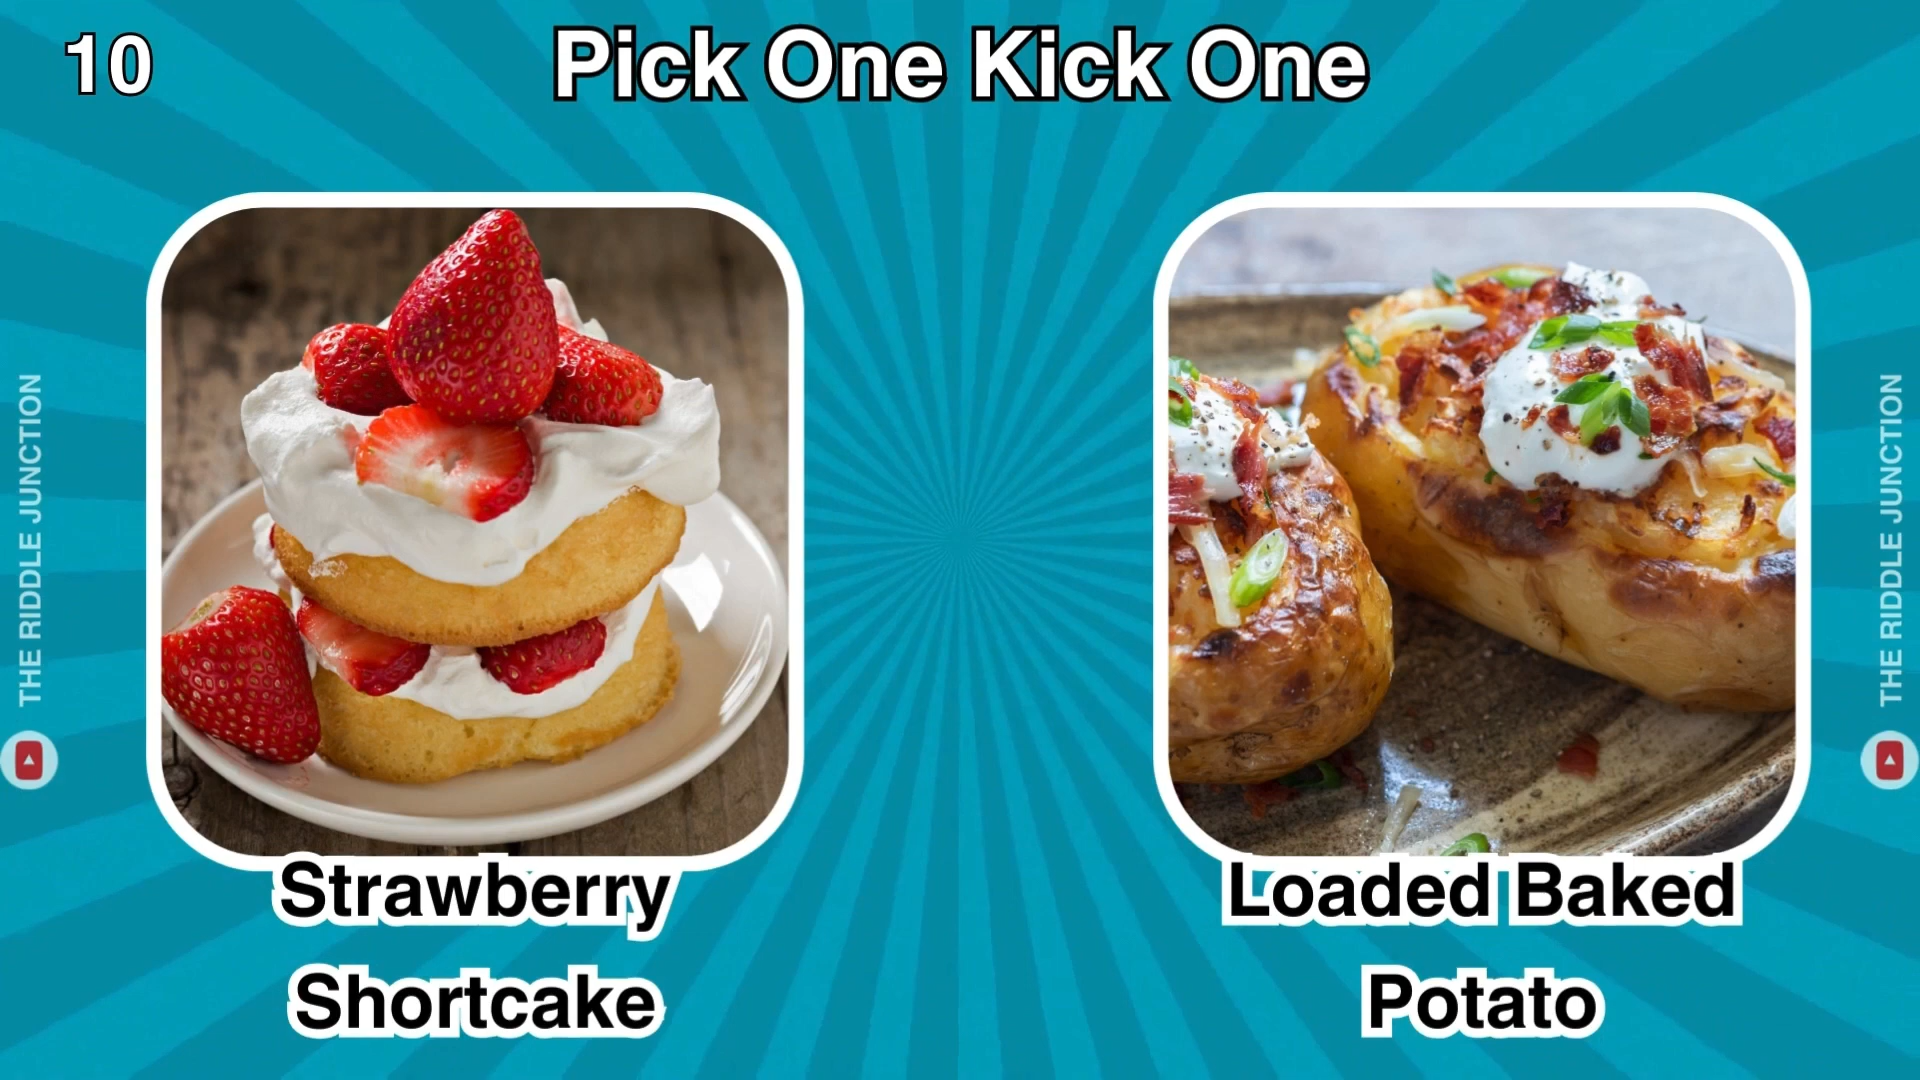 10
Pick One Kick One
THE RIDDLE JUNCTION
THE RIDDLE JUNCTION
Strawberry
Shortcake
Loaded Baked
Potato